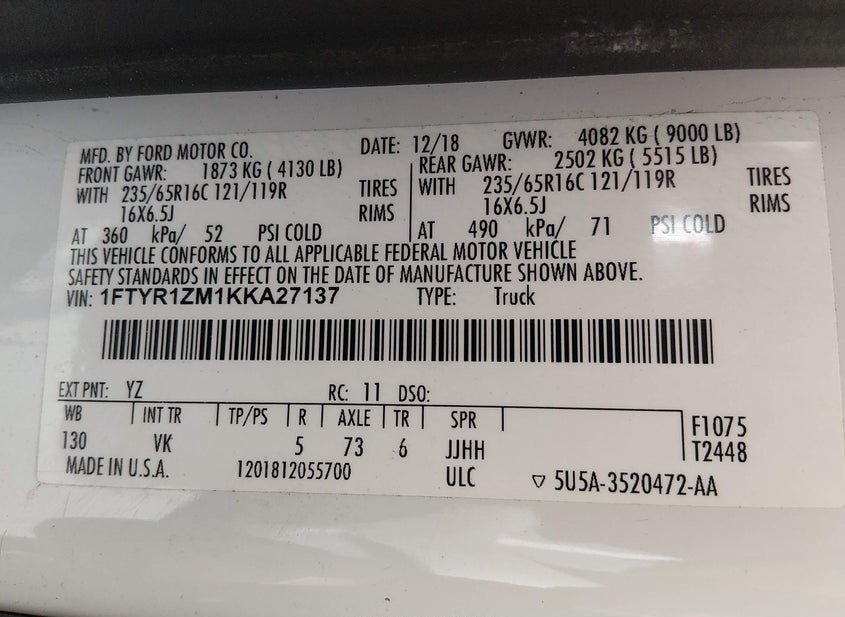 MFD. BY FORD MOTOR CO. DATE: 12/18 GVWR: 4082 KG ( 9000 LB)
FRONT GAWR: 1873 KG ( 4130 LB) REAR GAWR: 2502 KG ( 5515 LB)
WITH 235/65R16C 121/119R TIRES WITH 235/65R16C 121/119R TIRES
16X6.5J RIMS 16X6.5J RIMS
AT 360 kPa/ 52 PSI COLD AT 490 kPa/ 71 PSI COLD
THIS VEHICLE CONFORMS TO ALL APPLICABLE FEDERAL MOTOR VEHICLE
SAFETY STANDARDS IN EFFECT ON THE DATE OF MANUFACTURE SHOWN ABOVE.
VIN: 1FTYR1ZM1KKA27137 TYPE: Truck
EXT PNT: YZ RC: 11 DSO:
WB INT TR TP/PS R AXLE TR SPR F1075
130 VK 5 73 6 JJHH T2448
MADE IN U.S.A. 1201812055700 ULC ▽ 5U5A-3520472-AA